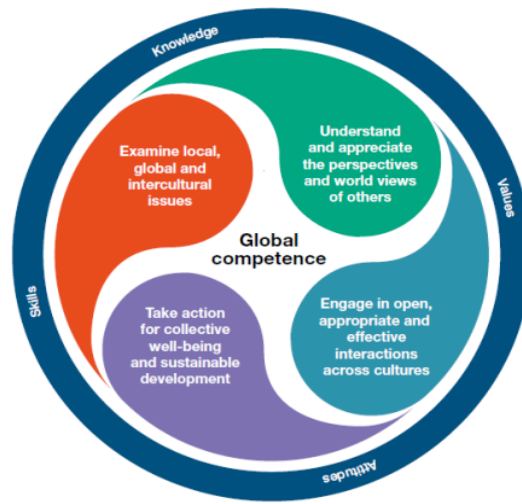 Knowledge
Examine local,
global and
intercultural
issues
Understand
and appreciate
the perspectives
and world views
of others
Values
Global
competence
Skills
Take action
for collective
well-being
and sustainable
development
Engage in open,
appropriate and
effective
interactions
across cultures
Attitudes